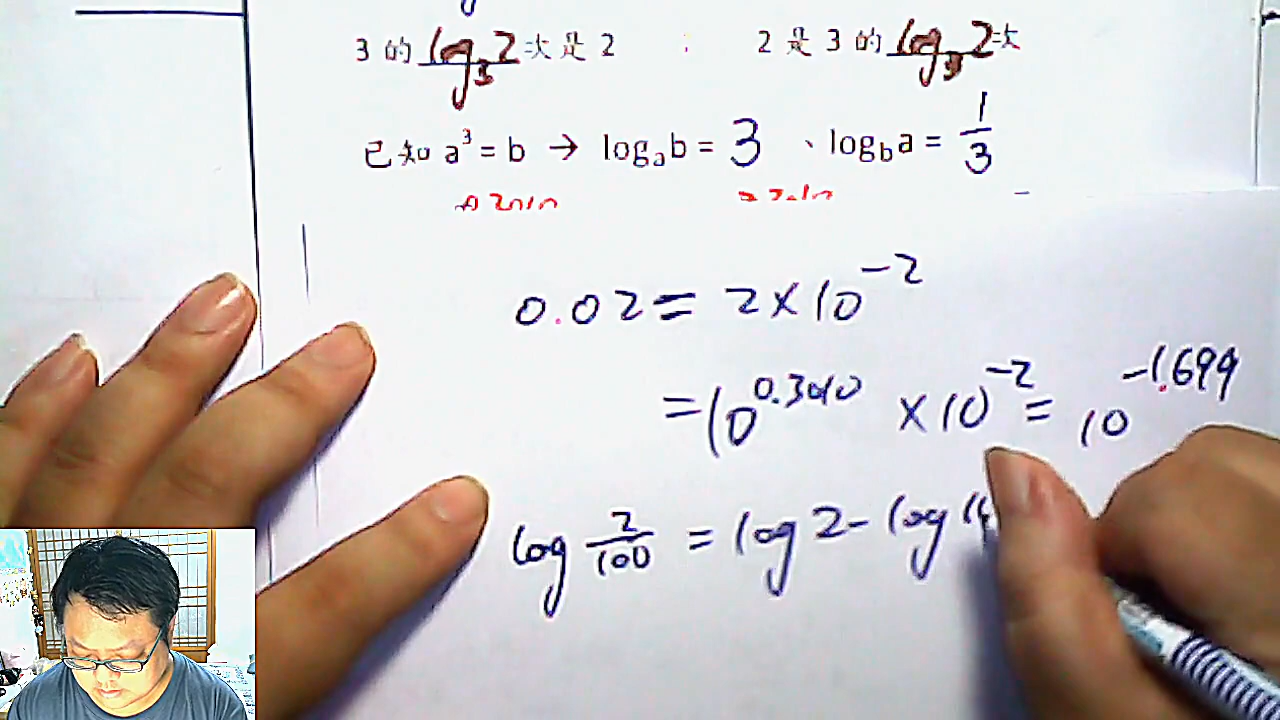 3 的 log₃2 次是 2
2 是 3 的 log₃2 次
已知 a³ = b → log_a b = 3 、 log_b a = 1/3
0.02 = 2 × 10⁻²
= 10^0.3010 × 10⁻² = 10^-1.699
log 2/100 = log 2 - log 1